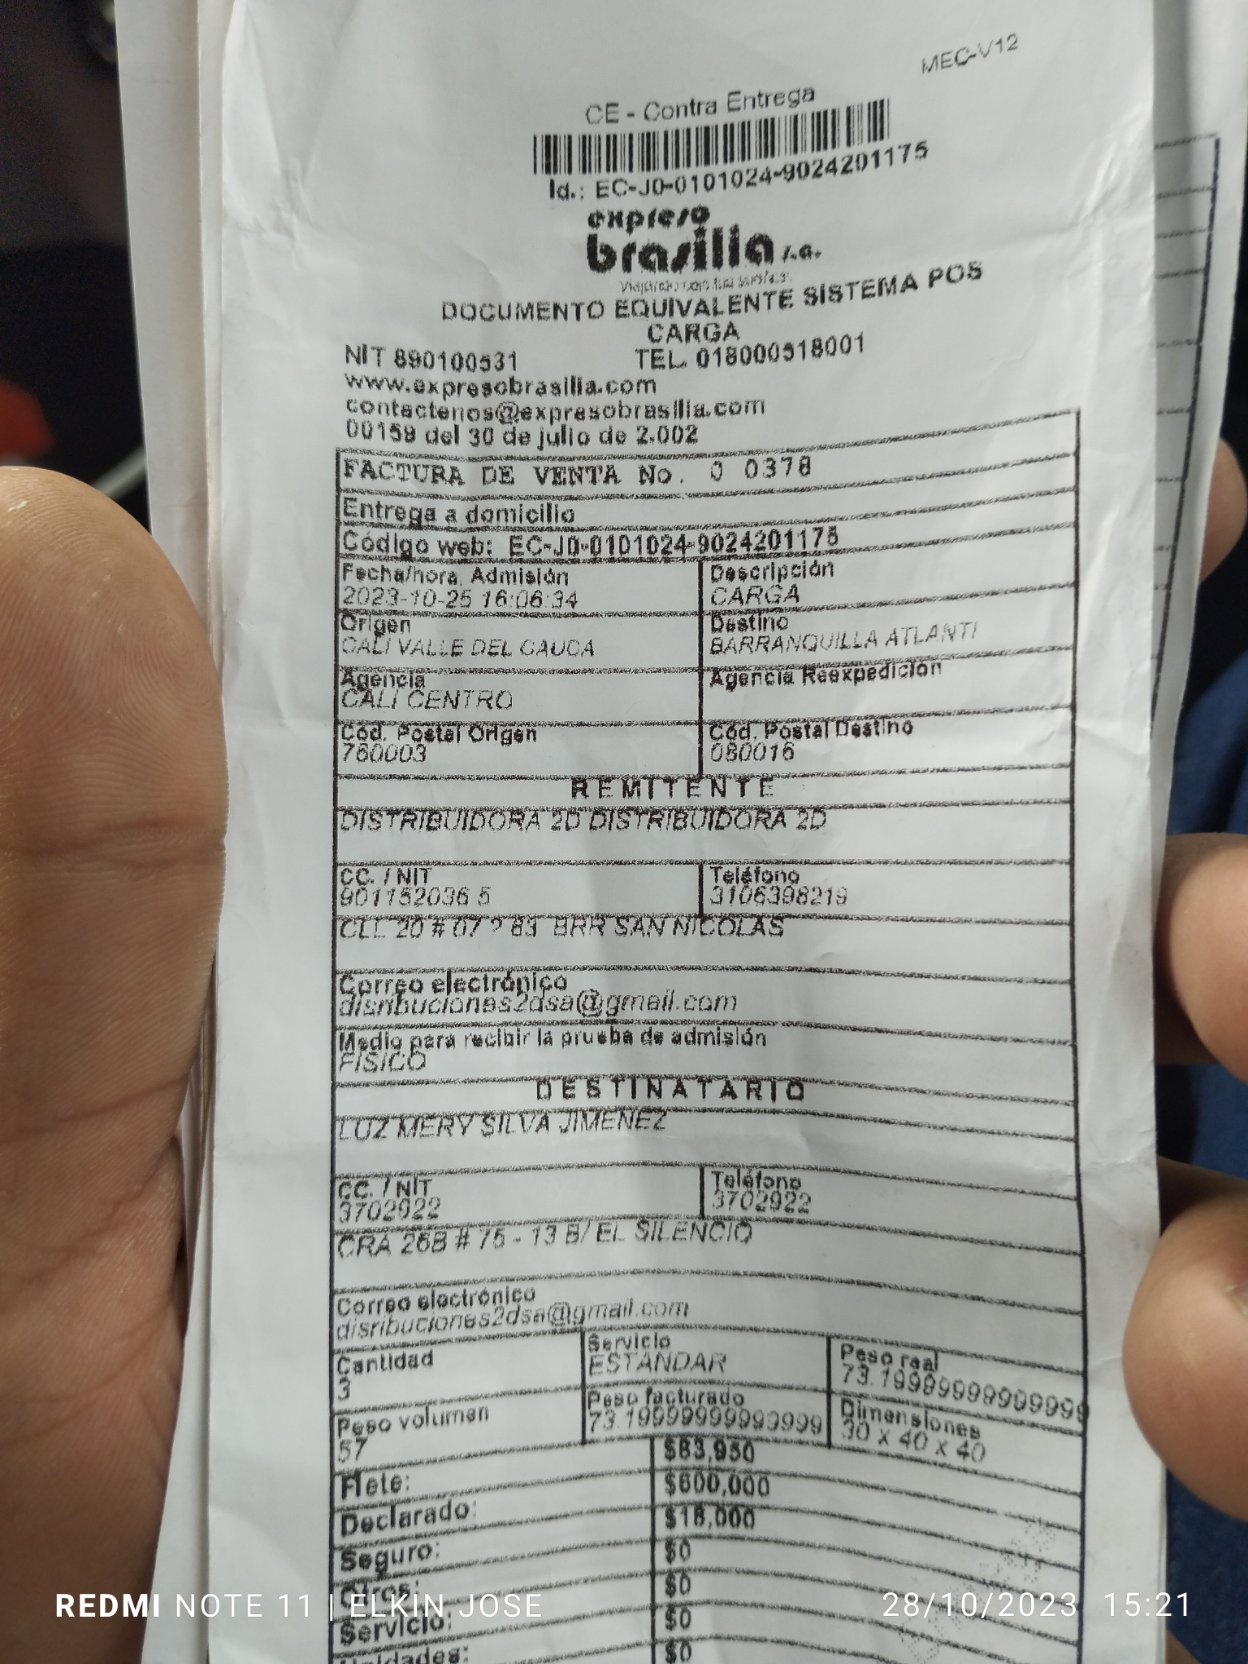 MEC-V12
CE - Contra Entrega
Id.: EC-J0-0101024-9024201175
expreso
brasilia s.a.
DOCUMENTO EQUIVALENTE SISTEMA POS
CARGA
NIT 890100531 TEL. 018000518001
www.expresobrasilia.com
contactenos@expresobrasilia.com
00159 del 30 de julio de 2.002
FACTURA DE VENTA No. 0 0378
Entrega a domicilio
Código web: EC-J0-0101024-9024201175
Fecha/hora, Admisión Descripción
2023-10-25 16:06:34 CARGA
Origen Destino
CALI VALLE DEL CAUCA BARRANQUILLA ATLANTI
Agencia Agencia Reexpedición
CALI CENTRO
Cód. Postal Origen Cód. Postal Destino
760003 080016
REMITENTE
DISTRIBUIDORA 2D DISTRIBUIDORA 2D
CC. / NIT Teléfono
901152036 5 3106398219
CLL 20 # 07 ? 83 BRR SAN NICOLAS
Correo electrónico
disribuciones2dsa@gmail.com
Medio para recibir la prueba de admisión
FISICO
DESTINATARIO
LUZ MERY SILVA JIMENEZ
CC. / NIT Teléfono
3702922 3702922
CRA 26B # 75 - 13 B/ EL SILENCIO
Correo electrónico
disribuciones2dsa@gmail.com
Cantidad Servicio Peso real
3 ESTANDAR 73.19999999999999
Peso volumen Peso facturado Dimensiones
57 73.19999999999999 30 x 40 x 40
Flete: $83,950
Declarado: $600,000
Seguro: $18,000
Otros: $0
Servicio: $0
Unidades: $0
$0
REDMI NOTE 11 | ELKIN JOSE
28/10/2023 15:21